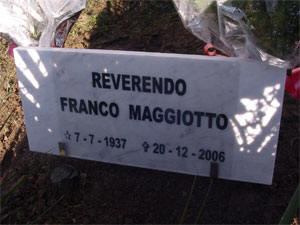 REVERENDO
FRANCO MAGGIOTTO
☆ 7-7-1937 ✞ 20-12-2006